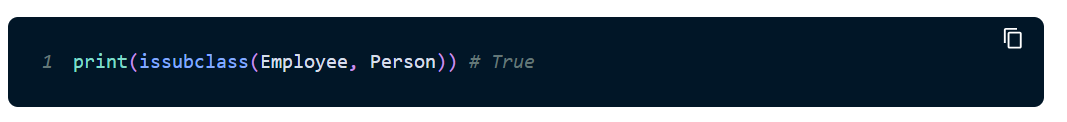 1 print(issubclass(Employee, Person)) # True